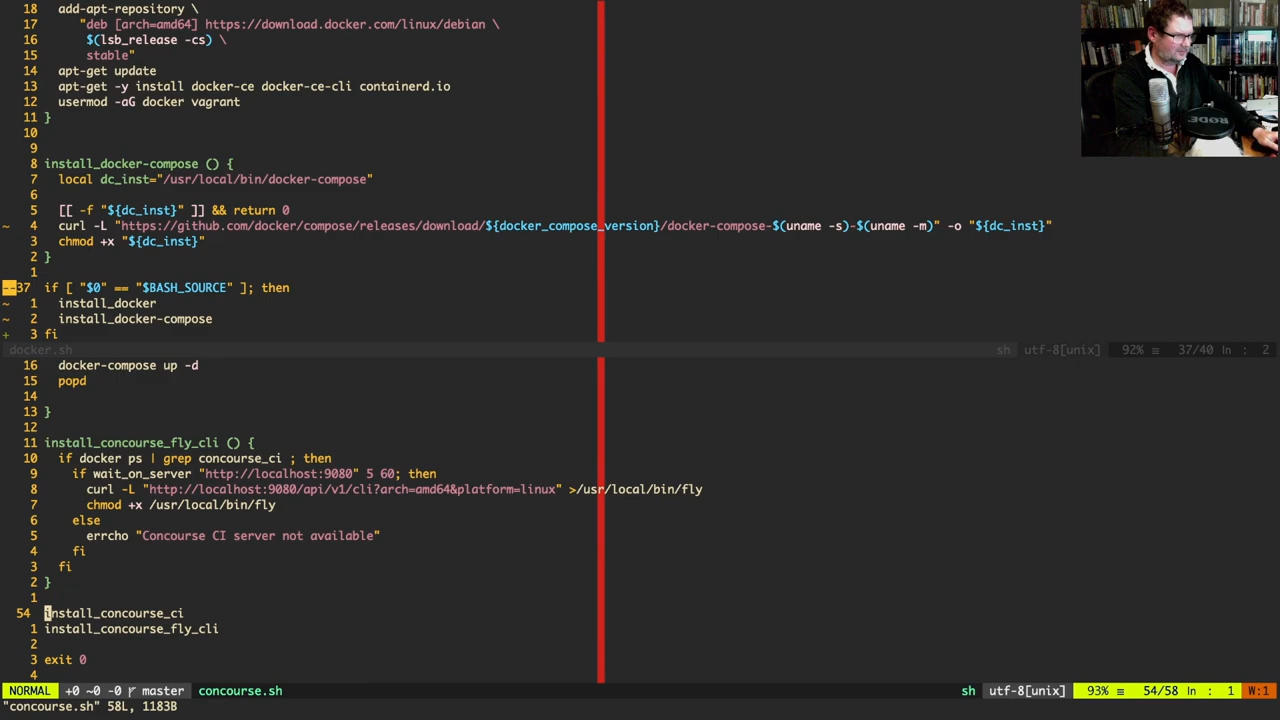 18 add-apt-repository \
17 "deb [arch=amd64] https://download.docker.com/linux/debian \
16 $(lsb_release -cs) \
15 stable"
14 apt-get update
13 apt-get -y install docker-ce docker-ce-cli containerd.io
12 usermod -aG docker vagrant
11 }
10
9
8 install_docker-compose () {
7 local dc_inst="/usr/local/bin/docker-compose"
6
5 [[ -f "${dc_inst}" ]] && return 0
~ 4 curl -L "https://github.com/docker/compose/releases/download/${docker_compose_version}/docker-compose-$(uname -s)-$(uname -m)" -o "${dc_inst}"
3 chmod +x "${dc_inst}"
2 }
1
--37 if [ "$0" == "$BASH_SOURCE" ]; then
~ 1 install_docker
~ 2 install_docker-compose
+ 3 fi
docker.sh sh utf-8[unix] 92% ≡ 37/40 ln : 2
16 docker-compose up -d
15 popd
14
13 }
12
11 install_concourse_fly_cli () {
10 if docker ps | grep concourse_ci ; then
9 if wait_on_server "http://localhost:9080" 5 60; then
8 curl -L "http://localhost:9080/api/v1/cli?arch=amd64&platform=linux" >/usr/local/bin/fly
7 chmod +x /usr/local/bin/fly
6 else
5 errcho "Concourse CI server not available"
4 fi
3 fi
2 }
1
54 install_concourse_ci
1 install_concourse_fly_cli
2
3 exit 0
4
NORMAL +0 ~0 -0 master concourse.sh sh utf-8[unix] 93% ≡ 54/58 ln : 1 W:1
"concourse.sh" 58L, 1183B
RØDE